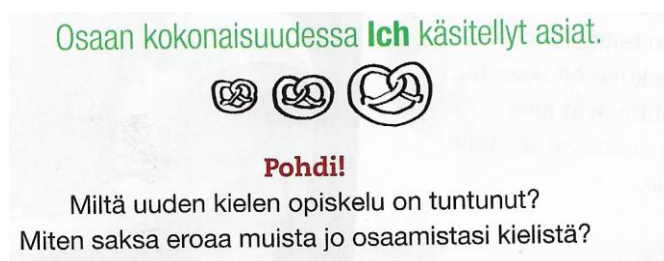 Osaan kokonaisuudessa Ich käsitellyt asiat.
Pohdi!
Miltä uuden kielen opiskelu on tuntunut?
Miten saksa eroaa muista jo osaamistasi kielistä?